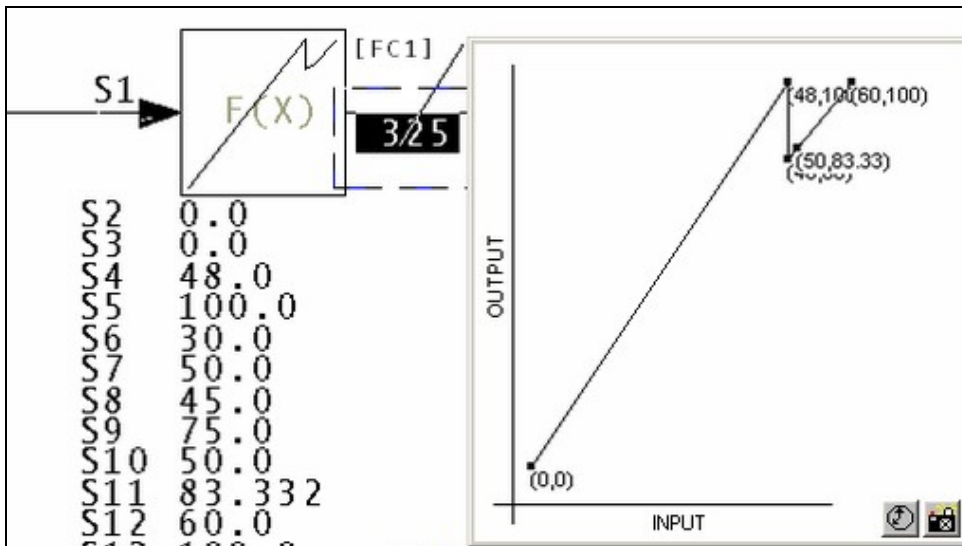 S1
F(X)
[FC1]
3/25
S2 0.0
S3 0.0
S4 48.0
S5 100.0
S6 30.0
S7 50.0
S8 45.0
S9 75.0
S10 50.0
S11 83.332
S12 60.0
OUTPUT
(60,100)
(50,83.33)
(0,0)
INPUT